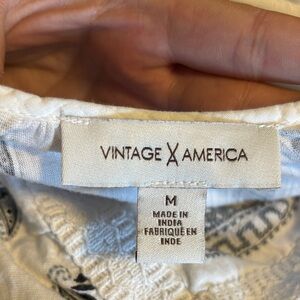 VINTAGE X AMERICA
M
MADE IN
INDIA
FABRIQUÉ EN
INDE